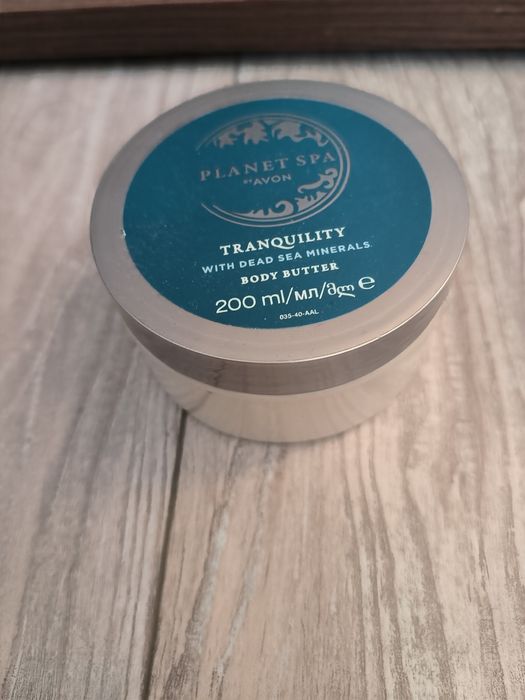 PLANET SPA
BY AVON
TRANQUILITY
WITH DEAD SEA MINERALS
BODY BUTTER
200 ml/мл/მლ ℮
035-40-AAL